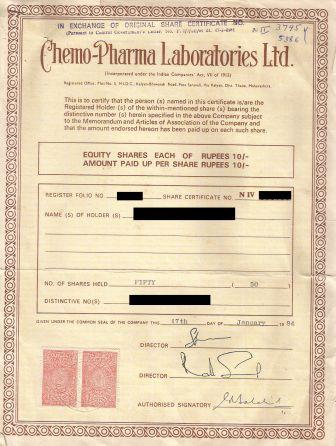 IN EXCHANGE OF ORIGINAL SHARE CERTIFICATE NO.
N IV 3795
5386
Chemo-Pharma Laboratories Ltd.
(Incorporated under the Indian Companies' Act, VII of 1913)
This is to certify that the person (s) named in this certificate is/are the
Registered Holder (s) of the within-mentioned share (s) bearing the
distinctive number (s) herein specified in the above Company subject
to the Memorandum and Articles of Association of the Company and
that the amount endorsed hereon has been paid up on each such share.
EQUITY SHARES EACH OF RUPEES 10/-
AMOUNT PAID UP PER SHARE RUPEES 10/-
REGISTER FOLIO NO SHARE CERTIFICATE NO. N IV
NAME (S) OF HOLDER (S)
NO. OF SHARES HELD FIFTY ( 50 )
DISTINCTIVE NO(S)
GIVEN UNDER THE COMMON SEAL OF THE COMPANY THIS 17th DAY OF January 19 84
DIRECTOR
DIRECTOR
AUTHORISED SIGNATORY